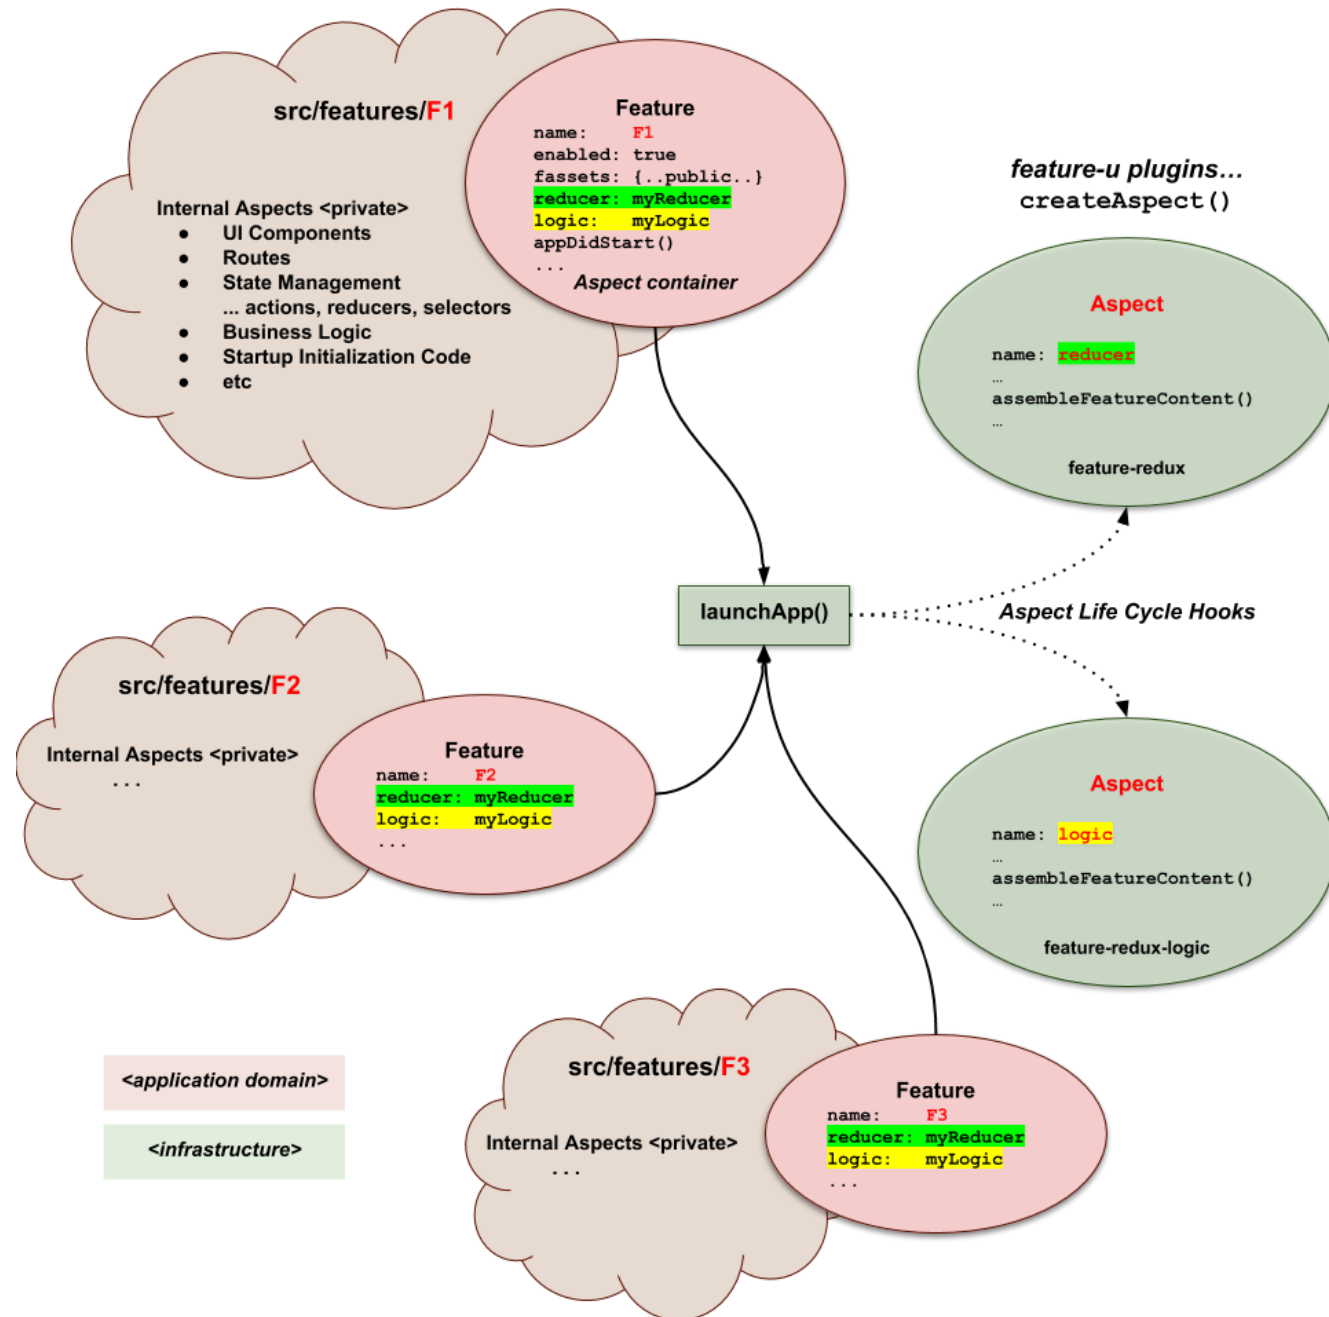 src/features/F1
Internal Aspects <private>
● UI Components
● Routes
● State Management
... actions, reducers, selectors
● Business Logic
● Startup Initialization Code
● etc
Feature
name: F1
enabled: true
fassets: {..public..}
reducer: myReducer
logic: myLogic
appDidStart()
...
Aspect container
feature-u plugins…
createAspect()
Aspect
name: reducer
…
assembleFeatureContent()
…
feature-redux
launchApp()
Aspect Life Cycle Hooks
src/features/F2
Internal Aspects <private>
...
Feature
name: F2
reducer: myReducer
logic: myLogic
...
Aspect
name: logic
…
assembleFeatureContent()
…
feature-redux-logic
src/features/F3
Internal Aspects <private>
...
Feature
name: F3
reducer: myReducer
logic: myLogic
...
<application domain>
<infrastructure>